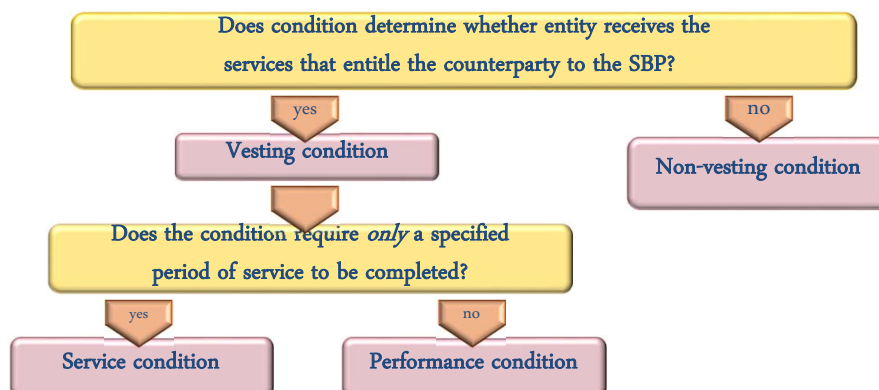 Does condition determine whether entity receives the
services that entitle the counterparty to the SBP?
yes
no
Vesting condition
Non-vesting condition
Does the condition require only a specified
period of service to be completed?
yes
no
Service condition
Performance condition